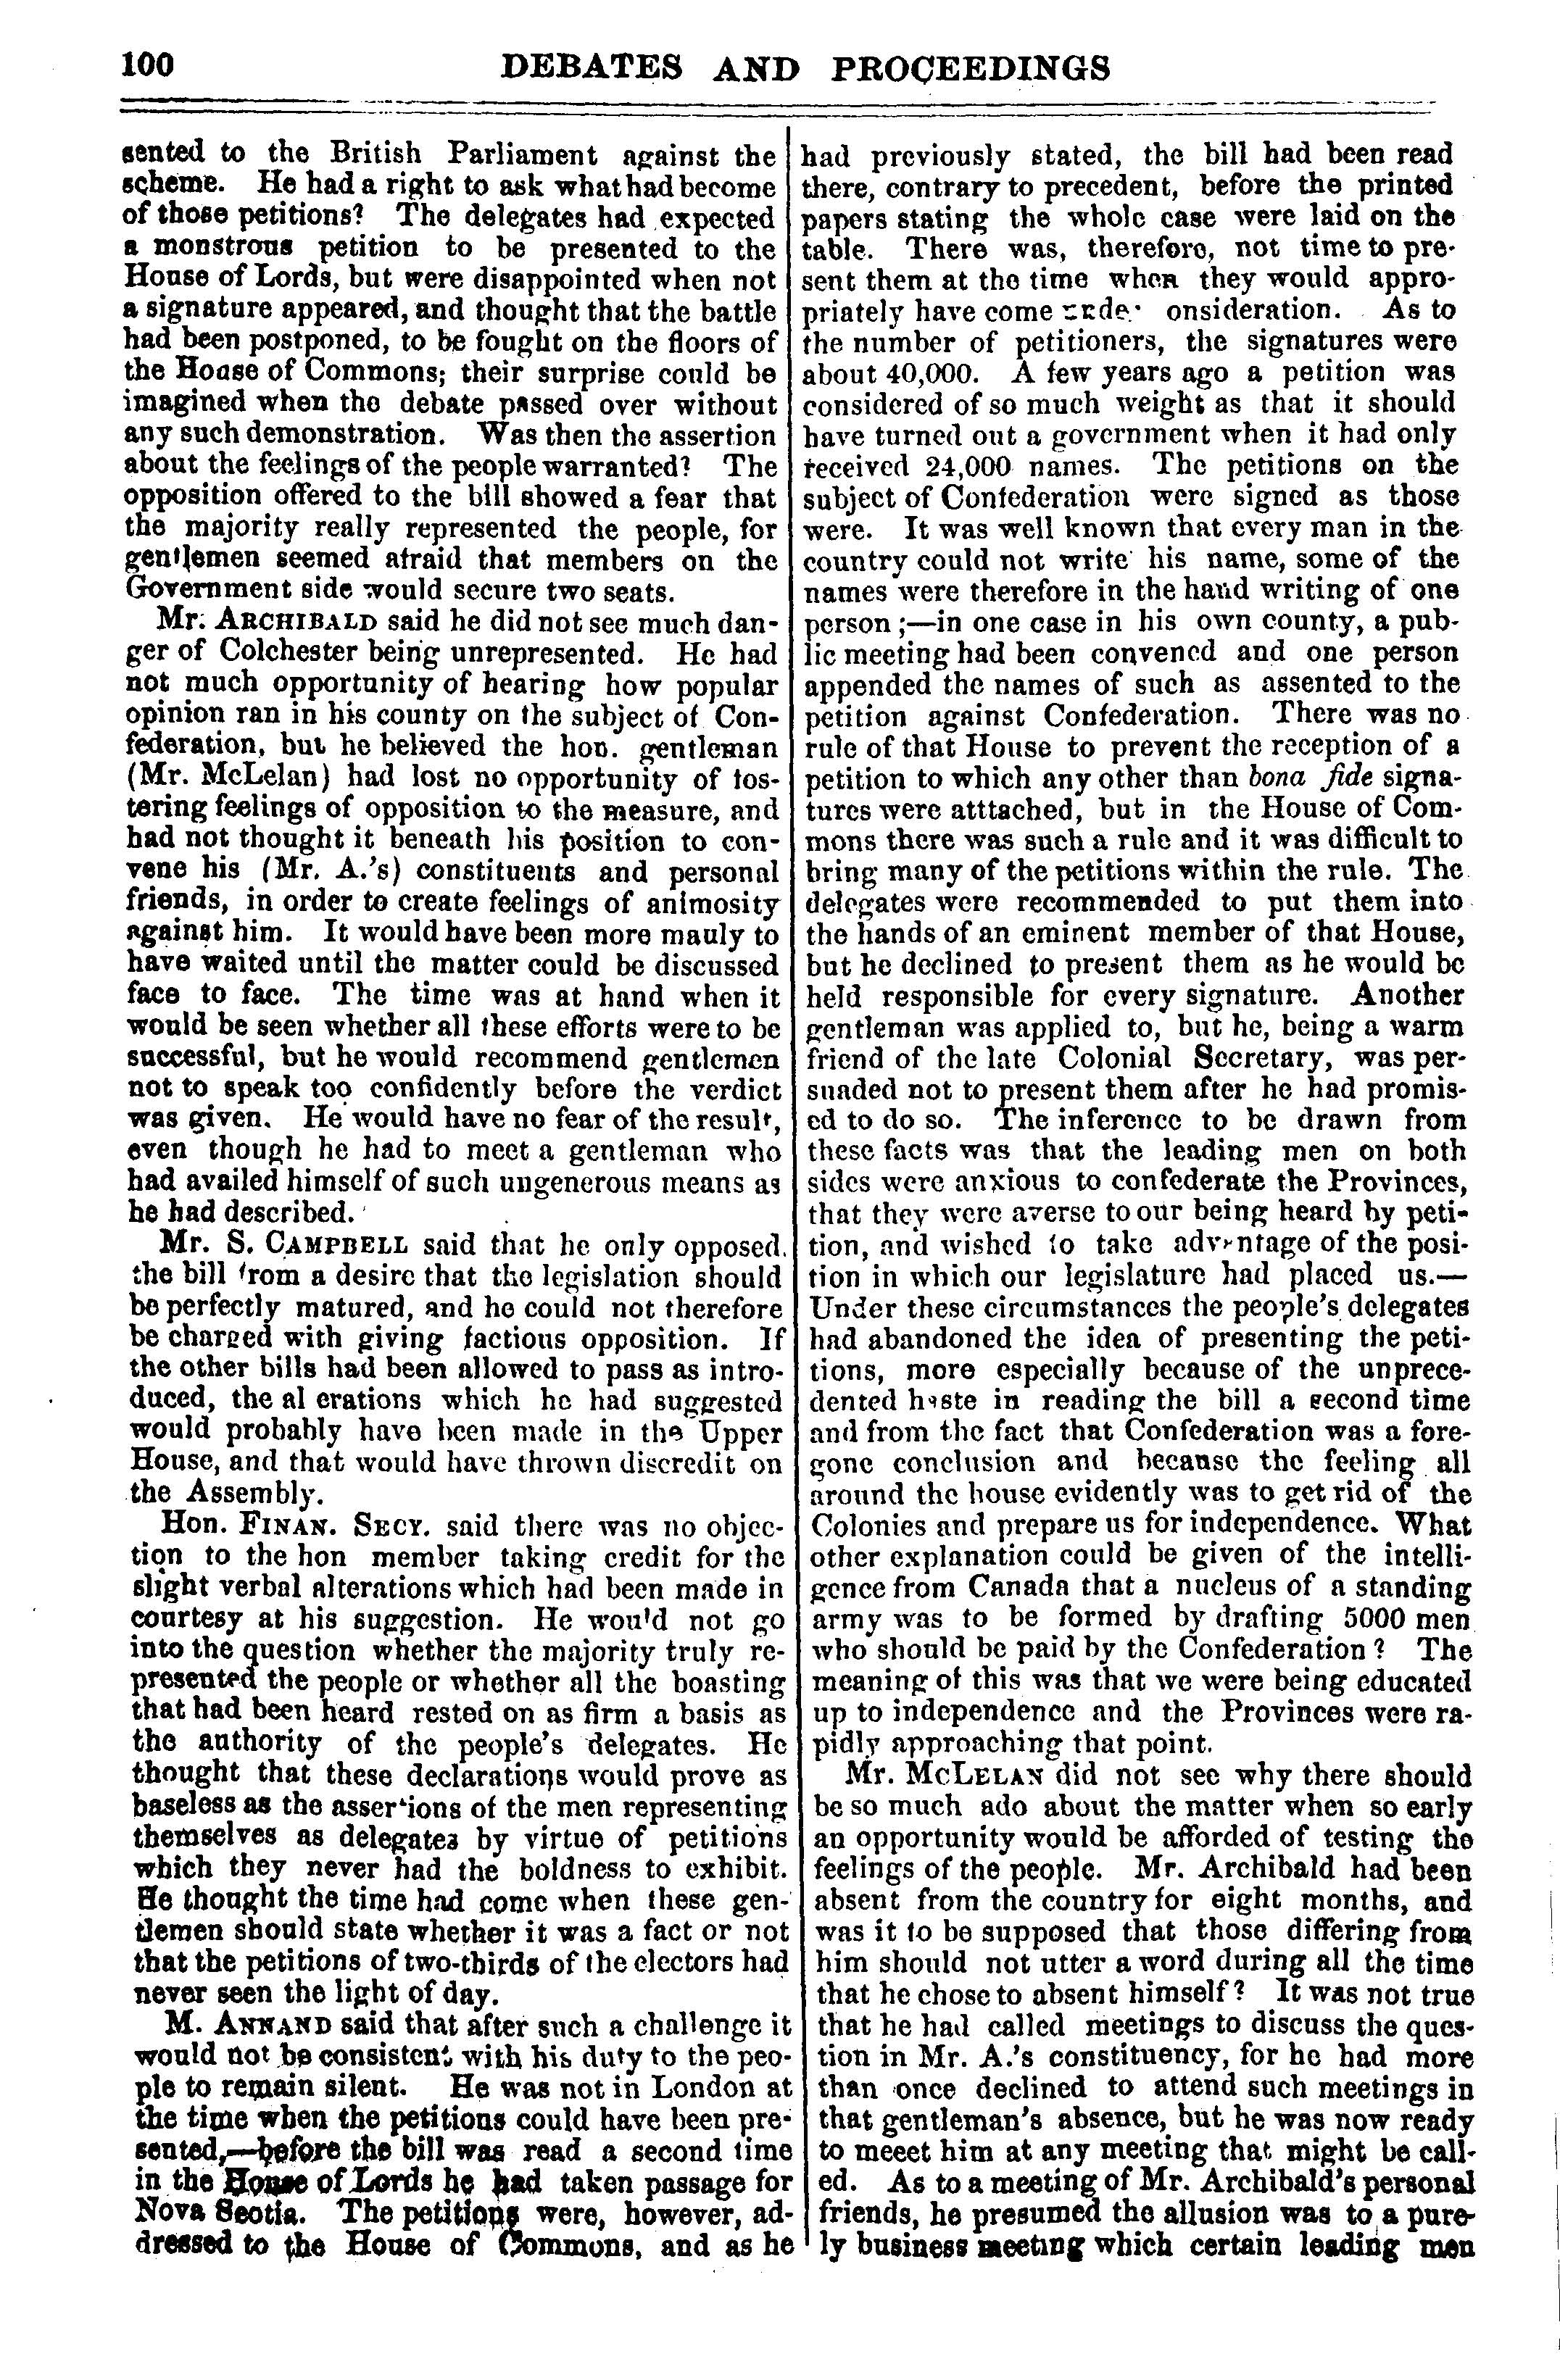 100 DEBATES AND PROCEEDINGS
sented to the British Parliament against the
scheme. He had a right to ask what had become
of those petitions? The delegates had expected
a monstrous petition to be presented to the
House of Lords, but were disappointed when not
a signature appeared, and thought that the battle
had been postponed, to be fought on the floors of
the House of Commons; their surprise could be
imagined when the debate passed over without
any such demonstration. Was then the assertion
about the feelings of the people warranted? The
opposition offered to the bill showed a fear that
the majority really represented the people, for
gentlemen seemed afraid that members on the
Government side would secure two seats.
Mr. ARCHIBALD said he did not see much dan-
ger of Colchester being unrepresented. He had
not much opportunity of hearing how popular
opinion ran in his county on the subject of Con-
federation, but he believed the hon. gentleman
(Mr. McLelan) had lost no opportunity of fos-
tering feelings of opposition to the measure, and
had not thought it beneath his position to con-
vene his (Mr. A.'s) constituents and personal
friends, in order to create feelings of animosity
against him. It would have been more manly to
have waited until the matter could be discussed
face to face. The time was at hand when it
would be seen whether all these efforts were to be
successful, but he would recommend gentlemen
not to speak too confidently before the verdict
was given. He would have no fear of the result,
even though he had to meet a gentleman who
had availed himself of such ungenerous means as
he had described.
Mr. S. CAMPBELL said that he only opposed
the bill from a desire that the legislation should
be perfectly matured, and he could not therefore
be charged with giving factious opposition. If
the other bills had been allowed to pass as intro-
duced, the al erations which he had suggested
would probably have been made in the Upper
House, and that would have thrown discredit on
the Assembly.
Hon. FINAN. SECY. said there was no objec-
tion to the hon member taking credit for the
slight verbal alterations which had been made in
courtesy at his suggestion. He would not go
into the question whether the majority truly re-
presented the people or whether all the boasting
that had been heard rested on as firm a basis as
the authority of the people's delegates. He
thought that these declarations would prove as
baseless as the assertions of the men representing
themselves as delegates by virtue of petitions
which they never had the boldness to exhibit.
He thought the time had come when these gen-
tlemen should state whether it was a fact or not
that the petitions of two-thirds of the electors had
never seen the light of day.
M. ANNAND said that after such a challenge it
would not be consistent with his duty to the peo-
ple to remain silent. He was not in London at
the time when the petitions could have been pre-
sented,—before the bill was read a second time
in the House of Lords he had taken passage for
Nova Scotia. The petitions were, however, ad-
dressed to the House of Commons, and as he
had previously stated, the bill had been read
there, contrary to precedent, before the printed
papers stating the whole case were laid on the
table. There was, therefore, not time to pre-
sent them at the time when they would appro-
priately have come onsideration. As to
the number of petitioners, the signatures were
about 40,000. A few years ago a petition was
considered of so much weight as that it should
have turned out a government when it had only
received 24,000 names. The petitions on the
subject of Confederation were signed as those
were. It was well known that every man in the
country could not write his name, some of the
names were therefore in the hand writing of one
person ;—in one case in his own county, a pub-
lic meeting had been convened and one person
appended the names of such as assented to the
petition against Confederation. There was no
rule of that House to prevent the reception of a
petition to which any other than bona fide signa-
tures were atttached, but in the House of Com-
mons there was such a rule and it was difficult to
bring many of the petitions within the rule. The
delegates were recommended to put them into
the hands of an eminent member of that House,
but he declined to present them as he would be
held responsible for every signature. Another
gentleman was applied to, but he, being a warm
friend of the late Colonial Secretary, was per-
suaded not to present them after he had promis-
ed to do so. The inference to be drawn from
these facts was that the leading men on both
sides were anxious to confederate the Provinces,
that they were averse to our being heard by peti-
tion, and wished to take advantage of the posi-
tion in which our legislature had placed us.—
Under these circumstances the people's delegates
had abandoned the idea of presenting the peti-
tions, more especially because of the unprece-
dented haste in reading the bill a second time
and from the fact that Confederation was a fore-
gone conclusion and because the feeling all
around the house evidently was to get rid of the
Colonies and prepare us for independence. What
other explanation could be given of the intelli-
gence from Canada that a nucleus of a standing
army was to be formed by drafting 5000 men
who should be paid by the Confederation? The
meaning of this was that we were being educated
up to independence and the Provinces were ra-
pidly approaching that point.
Mr. MCLELAN did not see why there should
be so much ado about the matter when so early
an opportunity would be afforded of testing the
feelings of the people. Mr. Archibald had been
absent from the country for eight months, and
was it to be supposed that those differing from
him should not utter a word during all the time
that he chose to absent himself? It was not true
that he had called meetings to discuss the ques-
tion in Mr. A.'s constituency, for he had more
than once declined to attend such meetings in
that gentleman's absence, but he was now ready
to meeet him at any meeting that might be call-
ed. As to a meeting of Mr. Archibald's personal
friends, he presumed the allusion was to a pure-
ly business meeting which certain leading men